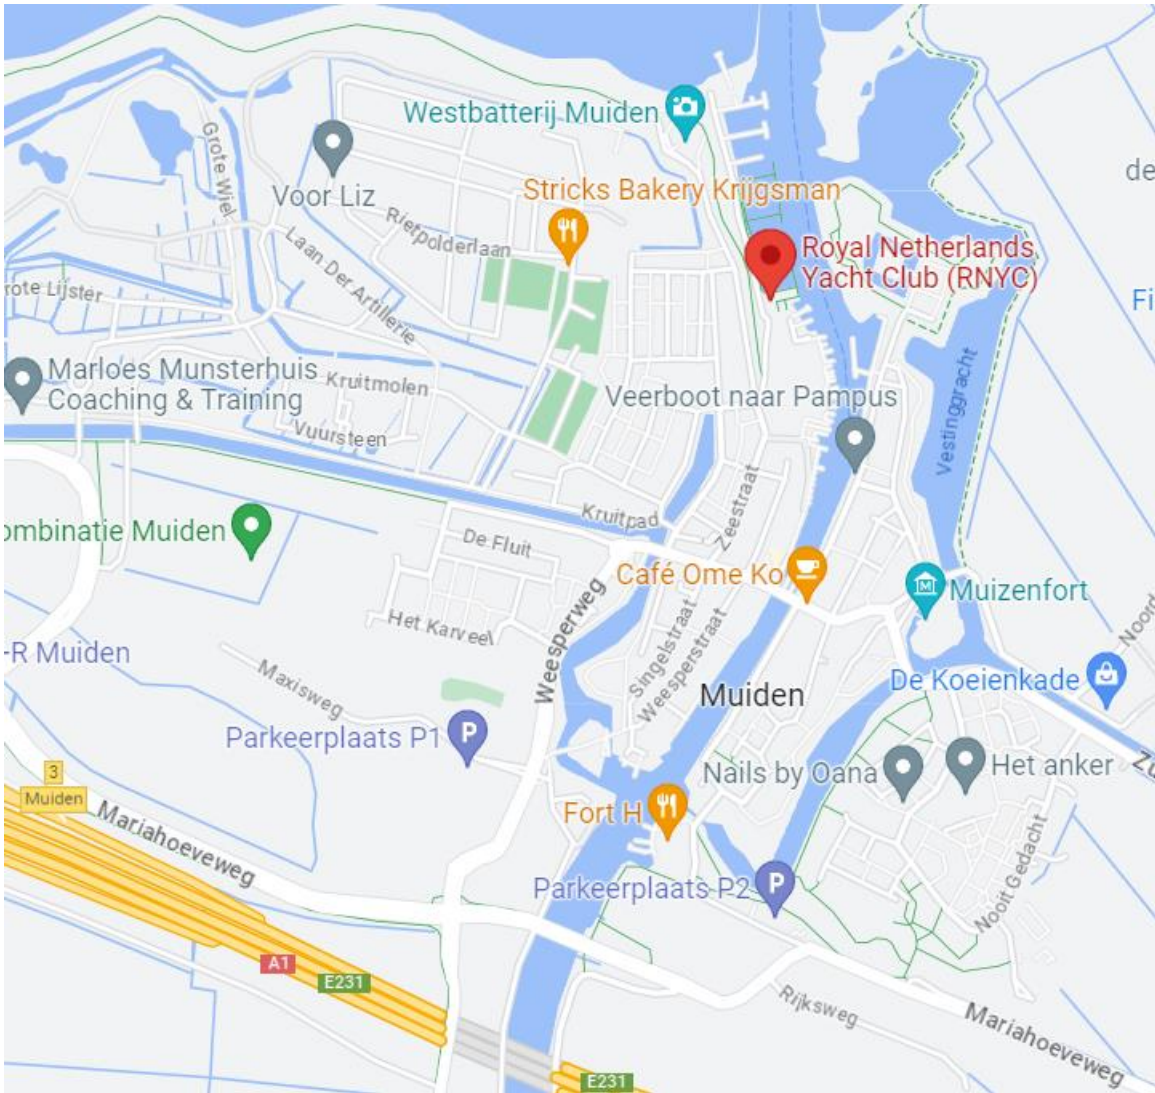 Westbatterij Muiden
Grote Wiel
Voor Liz
Stricks Bakery Krijgsman
de
Rietpolderlaan
Laan Der Artillerie
Royal Netherlands
Yacht Club (RNYC)
rote Lijster
Fi
Marloes Munsterhuis
Coaching & Training
Kruitmolen
Veerboot naar Pampus
Vestinggracht
Vuursteen
Zeestraat
Kruitpad
ombinatie Muiden
De Fluit
Café Ome Ko
Muizenfort
Het Karveel
Weesperweg
Singelstraat
Weesperstraat
Noord
-R Muiden
Maxisweg
Muiden
De Koeienkade
Parkeerplaats P1
P
Zu
3
Muiden
Nails by Oana
Het anker
Mariahoeveweg
Fort H
Nooit Gedacht
Parkeerplaats P2
P
A1
E231
Rijksweg
Mariahoeveweg
E231